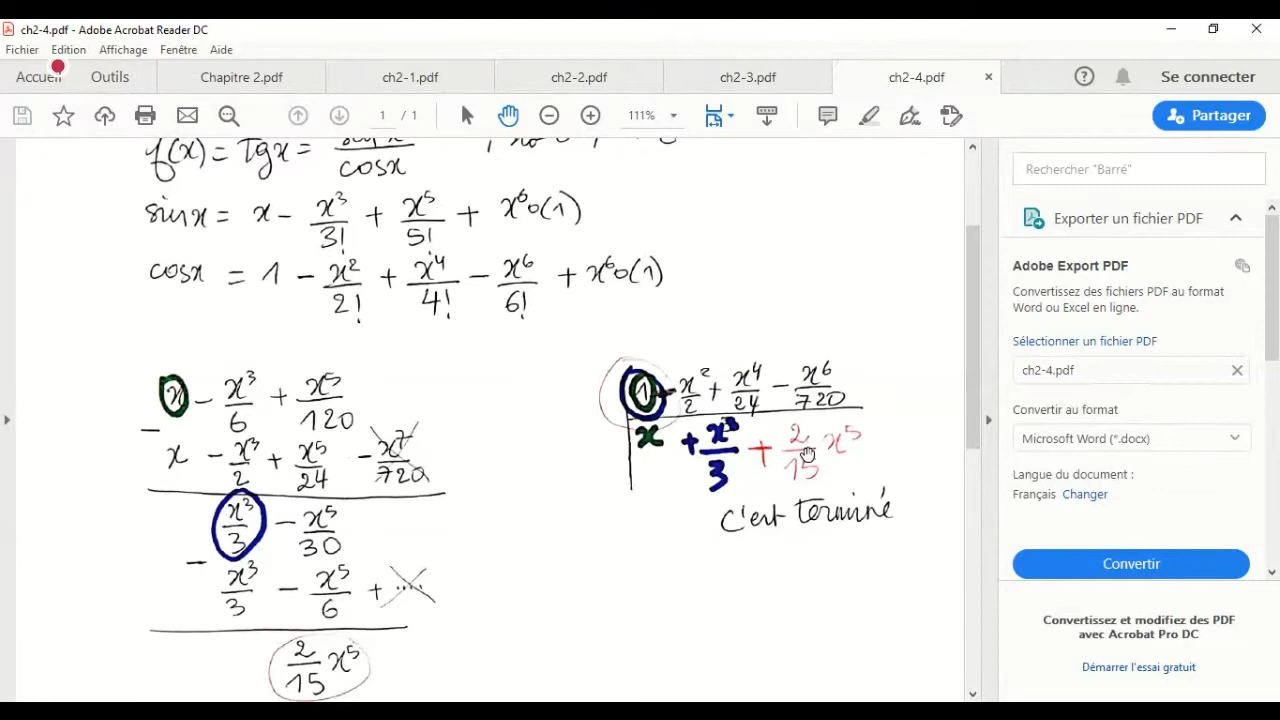 ch2-4.pdf - Adobe Acrobat Reader DC
Fichier Edition Affichage Fenêtre Aide
Accueil Outils Chapitre 2.pdf ch2-1.pdf ch2-2.pdf ch2-3.pdf ch2-4.pdf × Se connecter
1 / 1 111% Partager
f(x) = Tgx = sinx/cosx
sinx = x - x³/3! + x⁵/5! + x⁶o(1)
cosx = 1 - x²/2! + x⁴/4! - x⁶/6! + x⁶o(1)
x - x³/6 + x⁵/120
- x - x³/2 + x⁵/24 - x⁷/720
x³/3 - x⁵/30
- x³/3 - x⁵/6 + ...
2/15 x⁵
1 - x²/2 + x⁴/24 - x⁶/720
x + x³/3 + 2/15 x⁵
c'est terminé
Rechercher "Barré"
Exporter un fichier PDF
Adobe Export PDF
Convertissez des fichiers PDF au format
Word ou Excel en ligne.
Sélectionner un fichier PDF
ch2-4.pdf ×
Convertir au format
Microsoft Word (*.docx)
Langue du document :
Français Changer
Convertir
Convertissez et modifiez des PDF
avec Acrobat Pro DC
Démarrer l'essai gratuit